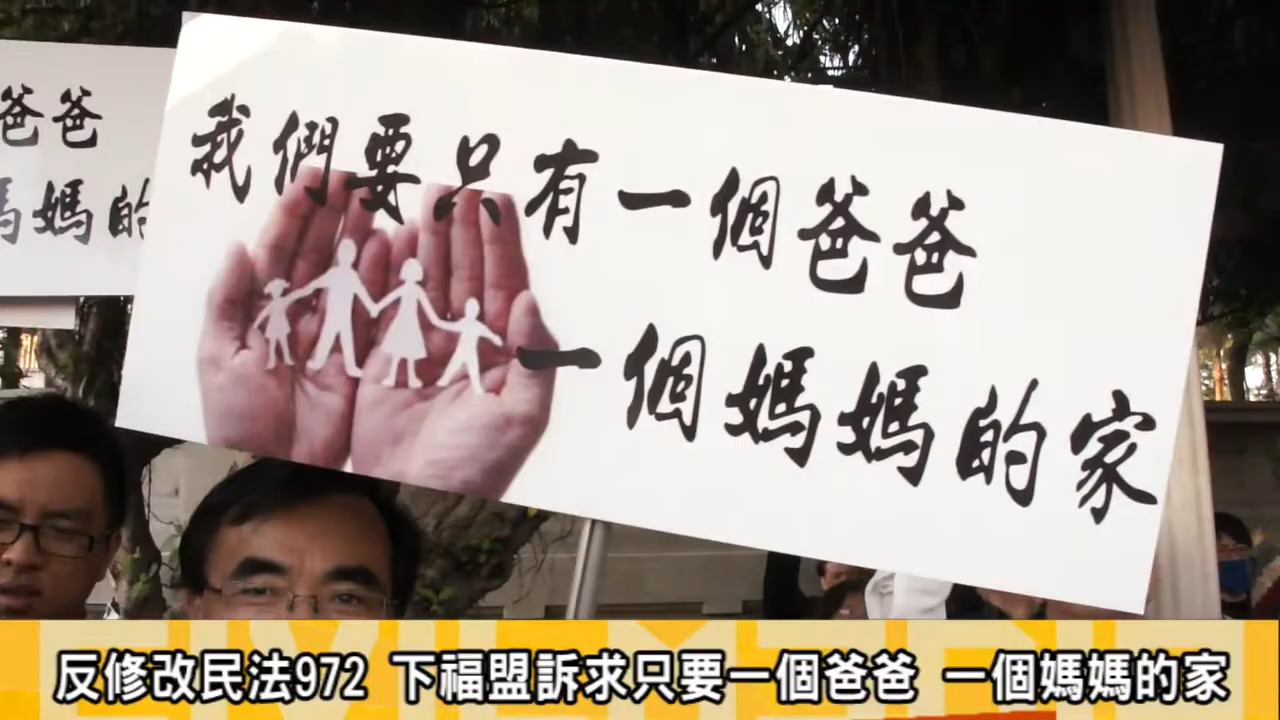 爸爸
媽媽的
我們要只有一個爸爸
一個媽媽的家
反修改民法972 下福盟訴求只要一個爸爸 一個媽媽的家